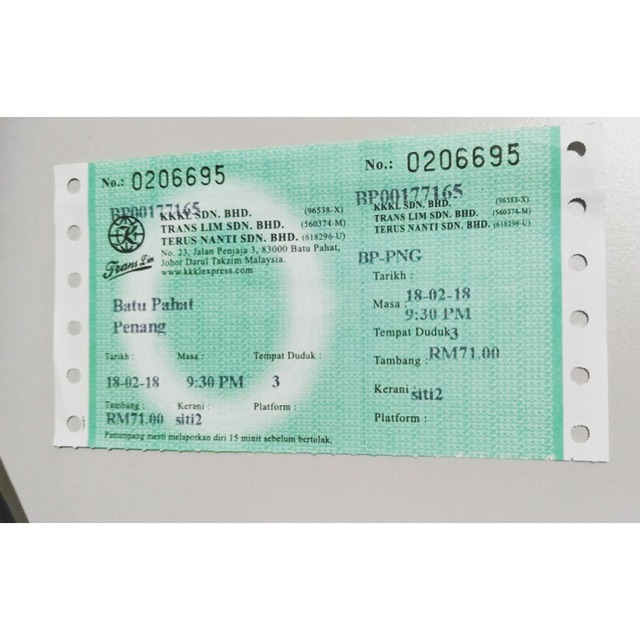 No.: 0206695
BP00177165
KKKL SDN. BHD. (96538-X)
TRANS LIM SDN. BHD. (560374-M)
TERUS NANTI SDN. BHD. (618296-U)
No. 23, Jalan Penjaja 3, 83000 Batu Pahat,
Johor Darul Takzim Malaysia.
www.kkklexpress.com
Trans Lim
Batu Pahat
Penang
Tarikh : Masa : Tempat Duduk :
18-02-18 9:30 PM 3
Tambang : Kerani : Platform :
RM71.00 siti2
Penumpang mesti melaporkan diri 15 minit sebelum bertolak.
No.: 0206695
BP00177165
KKKL SDN. BHD. (96583-X)
TRANS LIM SDN. BHD. (560374-M)
TERUS NANTI SDN. BHD. (618296-U)
BP-PNG
Tarikh :
18-02-18
Masa :
9:30 PM
Tempat Duduk 3
Tambang : RM71.00
Kerani : siti2
Platform :